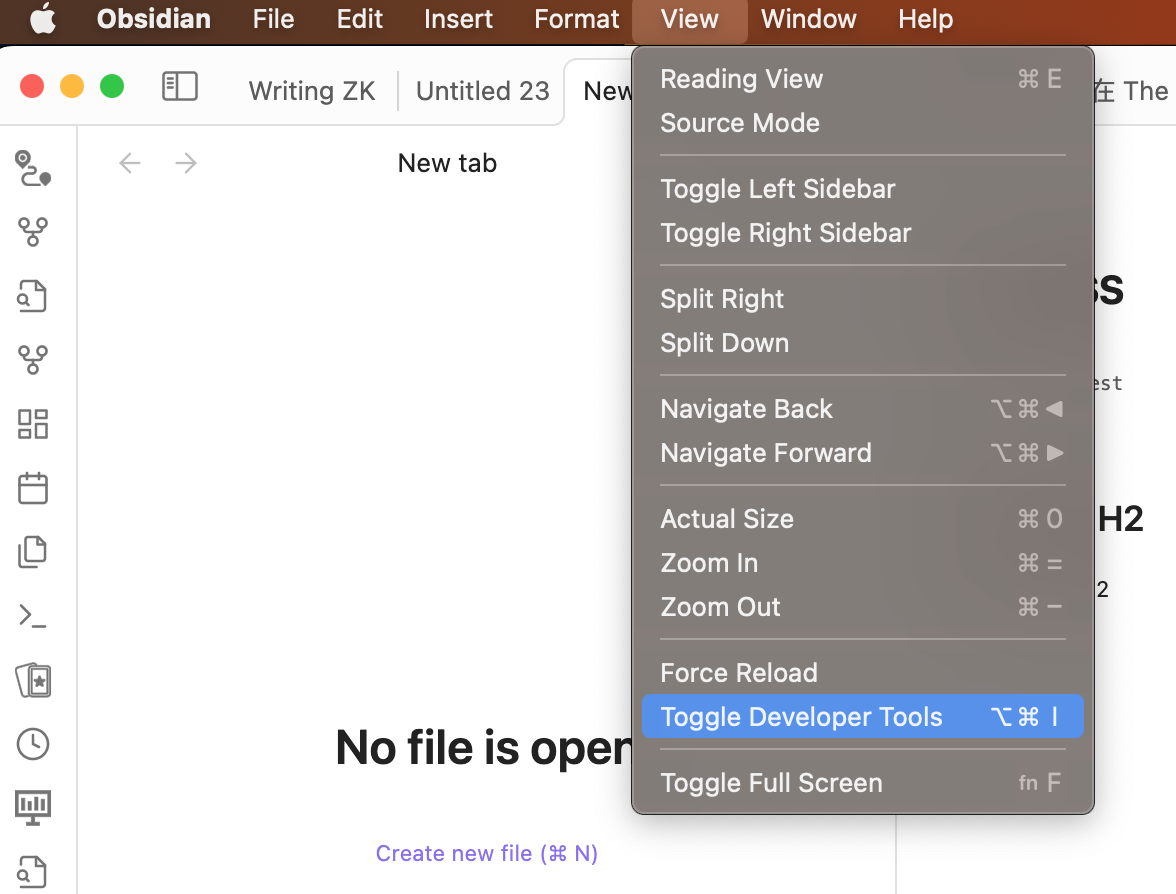 Obsidian File Edit Insert Format View Window Help
Writing ZK Untitled 23 New 在 The
New tab
Reading View ⌘ E
Source Mode
Toggle Left Sidebar
Toggle Right Sidebar
Split Right
Split Down
Navigate Back ⌥ ⌘ ◀
Navigate Forward ⌥ ⌘ ▶
Actual Size ⌘ 0
Zoom In ⌘ =
Zoom Out ⌘ −
Force Reload
Toggle Developer Tools ⌥ ⌘ I
Toggle Full Screen fn F
est
H2
2
No file is open
Create new file (⌘ N)